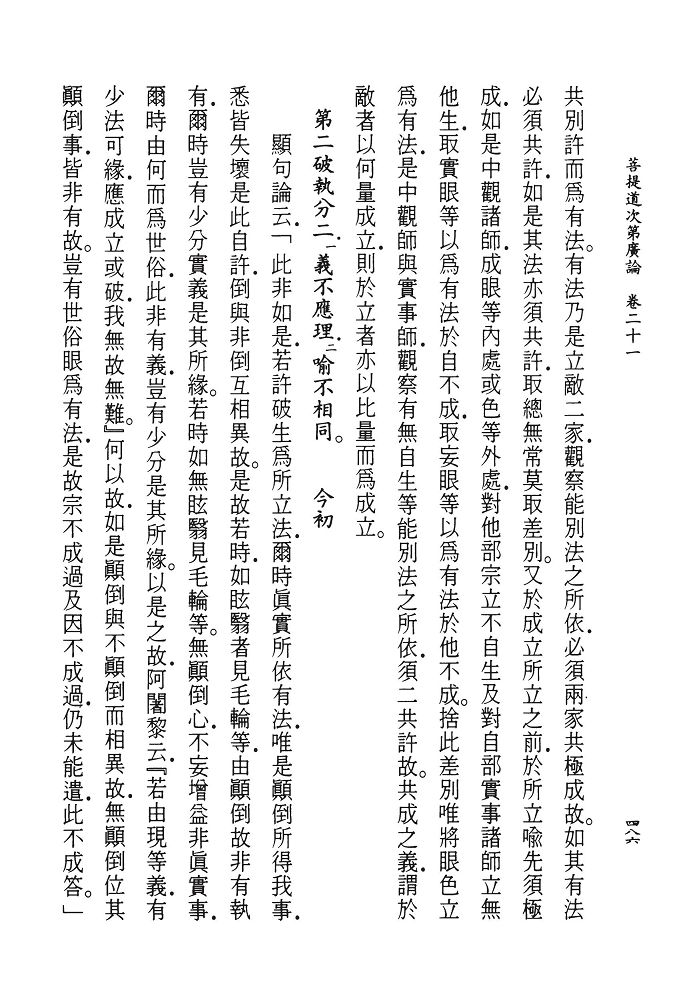 菩提道次第廣論　卷二十一
四八六
共別許而爲有法。有法乃是立敵二家．觀察能別法之所依．必須兩家共極成故。如其有法
必須共許．如是其法亦須共許．取總無常莫取差別。又於成立所立之前．於所立喩先須極
成．如是中觀諸師．成眼等內處或色等外處．對他部宗立不自生及對自部實事諸師立無
他生．取實眼等以爲有法於自不成．取妄眼等以爲有法於他不成。捨此差別唯將眼色立
爲有法．是中觀師與實事師．觀察有無自生等能別法之所依．須二共許故。共成之義．謂於
敵者以何量成立．則於立者亦以比量而爲成立。
第二破執分二．一義不應理．二喻不相同。　今初
顯句論云．「此非如是．若許破生爲所立法．爾時眞實所依有法．唯是顚倒所得我事．
悉皆失壞是此自許．倒與非倒互相異故。是故若時．如眩翳者見毛輪等．由顚倒故非有執
有．爾時豈有少分實義是其所緣。若時如無眩翳見毛輪等。無顚倒心．不妄增益非眞實事．
爾時由何而爲世俗．此非有義．豈有少分是其所緣。以是之故．阿闍黎云．『若由現等義．有
少法可緣．應成立或破．我無故無難。』何以故．如是顚倒與不顚倒而相異故．無顚倒位其
顚倒事．皆非有故。豈有世俗眼爲有法．是故宗不成過及因不成過．仍未能遣．此不成答。」